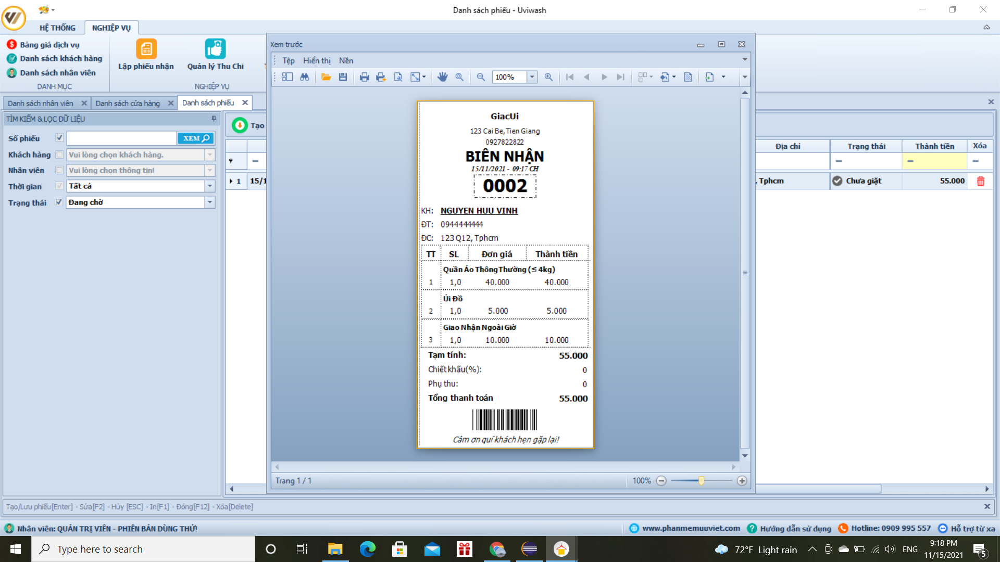 Danh sách phiếu - Uviwash
HỆ THỐNG NGHIỆP VỤ
Bảng giá dịch vụ
Danh sách khách hàng
Danh sách nhân viên
DANH MỤC
Lập phiếu nhận
Quản lý Thu Chi
NGHIỆP VỤ
Danh sách nhân viên
Danh sách cửa hàng
Danh sách phiếu
TÌM KIẾM & LỌC DỮ LIỆU
Số phiếu
XEM
Khách hàng Vui lòng chọn khách hàng.
Nhân viên Vui lòng chọn thông tin!
Thời gian Tất cả
Trạng thái Đang chờ
Tạo
=
1 15/1
Xem trước
Tệp Hiển thị Nền
100%
GiacUi
123 Cai Be, Tien Giang
0927822822
BIÊN NHẬN
15/11/2021 - 09:17 CH
0002
KH: NGUYEN HUU VINH
ĐT: 0944444444
ĐC: 123 Q12, Tphcm
TT SL Đơn giá Thành tiền
Quần Áo Thông Thường (≤ 4kg)
1 1,0 40.000 40.000
Ủi Đồ
2 1,0 5.000 5.000
Giao Nhận Ngoài Giờ
3 1,0 10.000 10.000
Tạm tính: 55.000
Chiết khấu(%): 0
Phụ thu: 0
Tổng thanh toán 55.000
Cảm ơn quí khách hẹn gặp lại!
Trang 1 / 1
100%
Địa chỉ Trạng thái Thành tiền Xóa
= = =
, Tphcm Chưa giặt 55.000
Tạo/Lưu phiếu[Enter] - Sửa[F2] - Hủy [ESC] - In[F1] - Đóng[F12] - Xóa[Delete]
Nhân viên: QUẢN TRỊ VIÊN - PHIÊN BẢN DÙNG THỬ!
www.phanmemuuviet.com
Hướng dẫn sử dụng
Hotline: 0909 995 557
Hỗ trợ từ xa
Type here to search
72°F Light rain
ENG
9:18 PM
11/15/2021
5